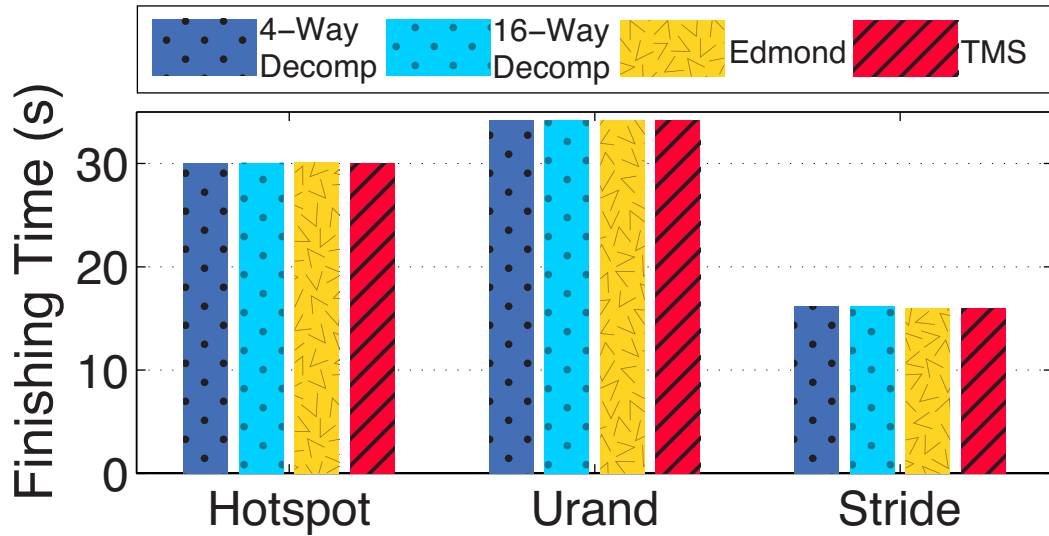 4−Way
Decomp
16−Way
Decomp
Edmond
TMS
Finishing Time (s)
30
20
10
0
Hotspot
Urand
Stride